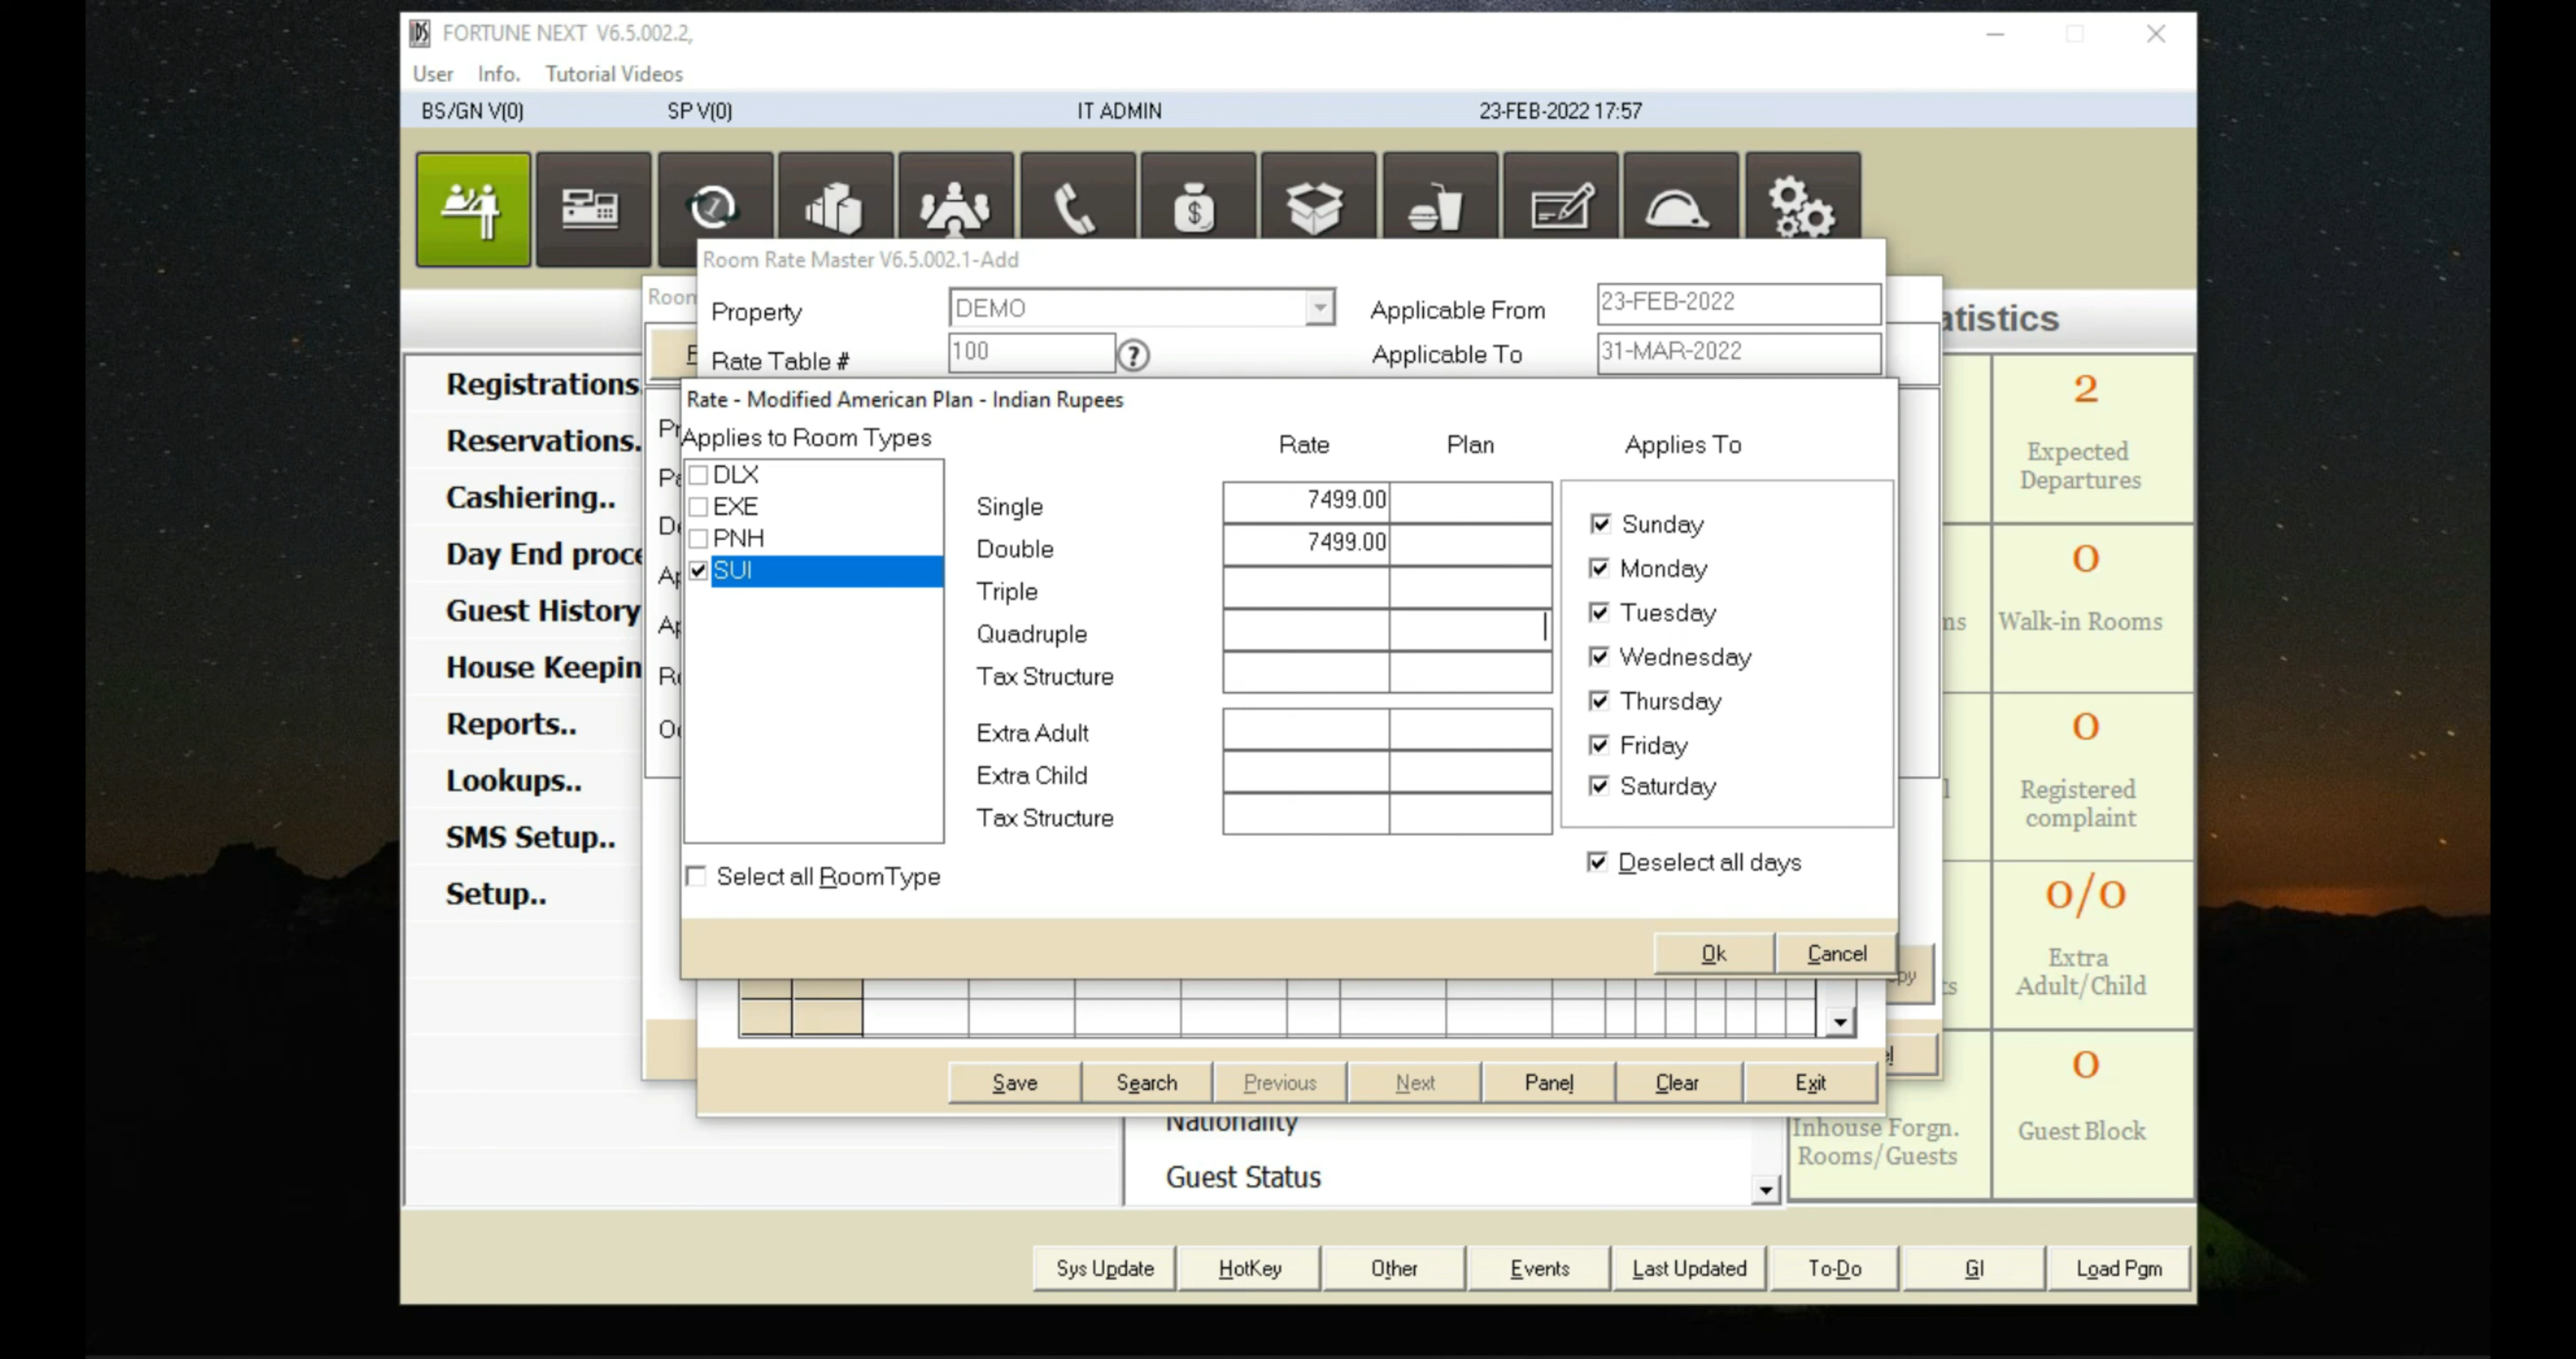 IDS FORTUNE NEXT V6.5.002.2,
User Info. Tutorial Videos
BS/GN V(0) SP V(0) IT ADMIN 23-FEB-2022 17:57
Room Rate Master V6.5.002.1-Add
Property DEMO Applicable From 23-FEB-2022
Rate Table # 100 ? Applicable To 31-MAR-2022
Rate - Modified American Plan - Indian Rupees
Applies to Room Types Rate Plan Applies To
DLX
EXE
PNH
SUI
Single 7499.00
Double 7499.00
Triple
Quadruple
Tax Structure
Extra Adult
Extra Child
Tax Structure
Sunday
Monday
Tuesday
Wednesday
Thursday
Friday
Saturday
Select all RoomType
Deselect all days
Ok Cancel
Save Search Previous Next Panel Clear Exit
Registrations
Reservations.
Cashiering..
Day End proce
Guest History
House Keepin
Reports..
Lookups..
SMS Setup..
Setup..
atistics
2
Expected
Departures
0
Walk-in Rooms
0
Registered
complaint
0/0
Extra
Adult/Child
0
Guest Block
Inhouse Forgn.
Rooms/Guests
Nationality
Guest Status
Sys Update HotKey Other Events Last Updated To-Do GI Load Pgm